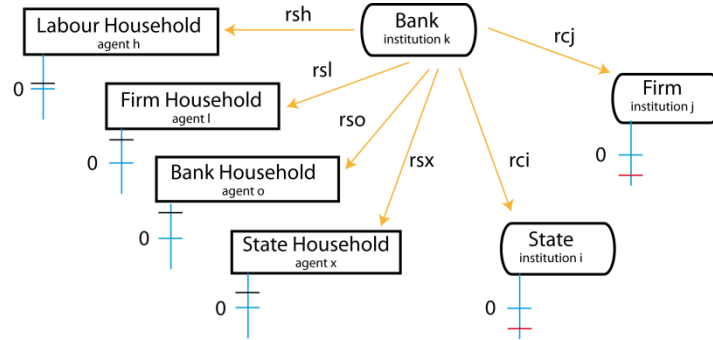 Labour Household
agent h
rsh
Bank
institution k
rcj
0
rsl
Firm Household
agent l
Firm
institution j
rso
0
0
rsx
rci
Bank Household
agent o
State Household
agent x
State
institution i
0
0
0